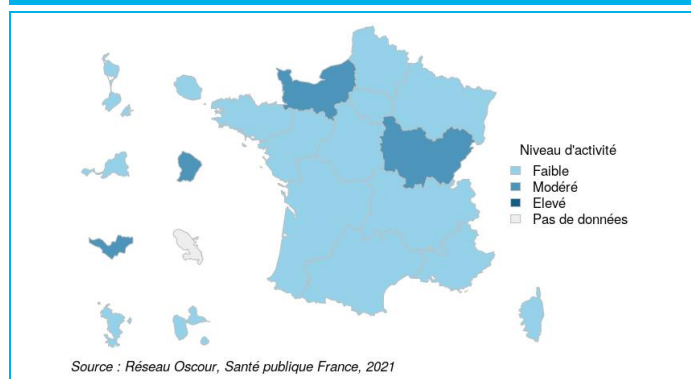 Niveau d'activité
Faible
Modéré
Elevé
Pas de données
Source : Réseau Oscour, Santé publique France, 2021